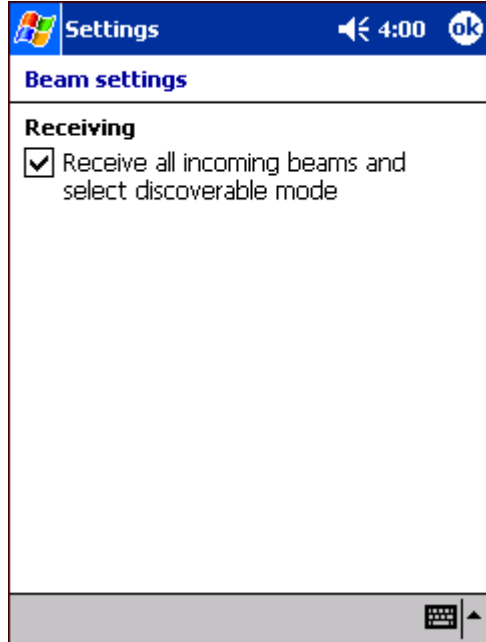 Settings 4:00 ok
Beam settings
Receiving
Receive all incoming beams and
select discoverable mode